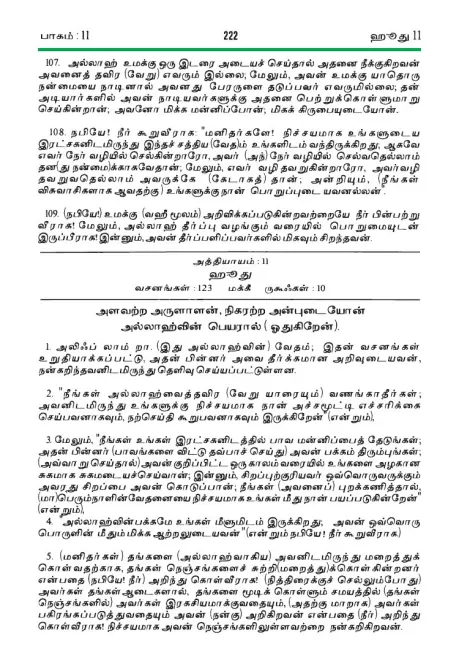 பாகம் : 11 222 ஹூது 11
107. அல்லாஹ் உமக்கு ஒரு இடரை அடையச் செய்தால் அதனை நீக்குகிறவன்
அவனைத் தவிர (வேறு) எவரும் இல்லை; மேலும், அவன் உமக்கு யாதொரு
நன்மையை நாடினால் அவனது பேரருளை தடுப்பவர் எவருமில்லை; தன்
அடியார்களில் அவன் நாடியவர்களுக்கு அதனை பெற்றுக்கொள்ளுமாறு
செய்கின்றான்; அவனோ மிக்க மன்னிப்போன்; மிகக் கிருபையுடையோன்.
108. நபியே! நீர் கூறுவீராக: "மனிதர்களே! நிச்சயமாக உங்களுடைய
இரட்சகனிடமிருந்து இந்தச் சத்திய (வேத)ம் உங்களிடம் வந்திருக்கிறது; ஆகவே
எவர் நேர் வழியில் செல்கின்றாரோ, அவர் (அந்) நேர் வழியில் செல்வதெல்லாம்
தன(து நன்மை)க்காகவேதான்; மேலும், எவர் வழி தவறுகின்றாரோ, அவர்வழி
தவறுவதெல்லாம் அவருக்கே (கேடாகத்) தான்; அன்றியும், (நீங்கள்
விசுவாசிகளாக ஆவதற்கு) உங்களுக்கு நான் பொறுப்புடையவனல்லன்".
109. (நபியே!) உமக்கு (வஹீ மூலம்) அறிவிக்கப்படுகின்றவற்றையே நீர் பின்பற்று
வீராக! மேலும், அல்லாஹ் தீர்ப்பு வழங்கும் வரையில் பொறுமையுடன்
இருப்பீராக! இன்னும், அவன் தீர்ப்பளிப்பவர்களில் மிகவும் சிறந்தவன்.
அத்தியாயம் : 11
ஹூது
வசனங்கள் : 123 மக்கீ ருகூஃகள் : 10
அளவற்ற அருளாளன், நிகரற்ற அன்புடையோன்
அல்லாஹ்வின் பெயரால் ( ஓதுகிறேன்).
1. அலிஃப் லாம் றா. (இது அல்லாஹ்வின்) வேதம்; இதன் வசனங்கள்
உறுதியாக்கப்பட்டு, அதன் பின்னர் அவை தீர்க்கமான அறிவுடையவன்,
நன்கறிந்தவனிடமிருந்து தெளிவு செய்யப்பட்டுள்ளன.
2. "நீங்கள் அல்லாஹ்வைத்தவிர (வேறு யாரையும்) வணங்காதீர்கள்;
அவனிடமிருந்து உங்களுக்கு நிச்சயமாக நான் அச்சமூட்டி எச்சரிக்கை
செய்பவனாகவும், நற்செய்தி கூறுபவனாகவும் இருக்கிறேன்" (என்றும்),
3. மேலும், "நீங்கள் உங்கள் இரட்சகனிடத்தில் பாவ மன்னிப்பைத் தேடுங்கள்;
அதன் பின்னர் (பாவங்களை விட்டு தவ்பாச் செய்து) அவன் பக்கம் திரும்புங்கள்;
(அவ்வாறு செய்தால்) அவன் குறிப்பிட்ட ஒரு காலம் வரையில் உங்களை அழகான
சுகமாக சுகமடையச்செய்வான்; இன்னும், சிறப்புக்குரியவர் ஒவ்வொருவருக்கும்
அவரது சிறப்பை அவன் கொடுப்பான்; நீங்கள் (அவனைப்) புறக்கணித்தால்,
(மா)பெரும்நாளின்வேதனையை நிச்சயமாக உங்கள் மீது நான் பயப்படுகின்றேன்"
(என்றும்),
4. அல்லாஹ்வின்பக்கமே உங்கள் மீளுமிடம் இருக்கிறது; அவன் ஒவ்வொரு
பொருளின் மீதும் மிக்க ஆற்றலுடையவன்" (என்றும் நபியே! நீர் கூறுவீராக)
5. (மனிதர்கள்) தங்களை (அல்லாஹ்வாகிய) அவனிடமிருந்து மறைத்துக்
கொள்வதற்காக, தங்கள் நெஞ்சங்களைச் சுற்றி(மறைத்து)க்கொள்கின்றனர்
என்பதை (நபியே! நீர்) அறிந்து கொள்வீராக! (நித்திரைக்குச் செல்லும்போது)
அவர்கள் தங்கள்ஆடைகளால், தங்களை மூடிக் கொள்ளும் சமயத்தில் (தங்கள்
நெஞ்சங்களில்) அவர்கள் இரகசியமாக்குவதையும், (அதற்கு மாறாக) அவர்கள்
பகிரங்கப்படுத்துவதையும் அவன் (நன்கு) அறிகிறவன் என்பதை (நீர்) அறிந்து
கொள்வீராக! நிச்சயமாக அவன் நெஞ்சங்களிலுள்ளவற்றை நன்கறிகிறவன்.